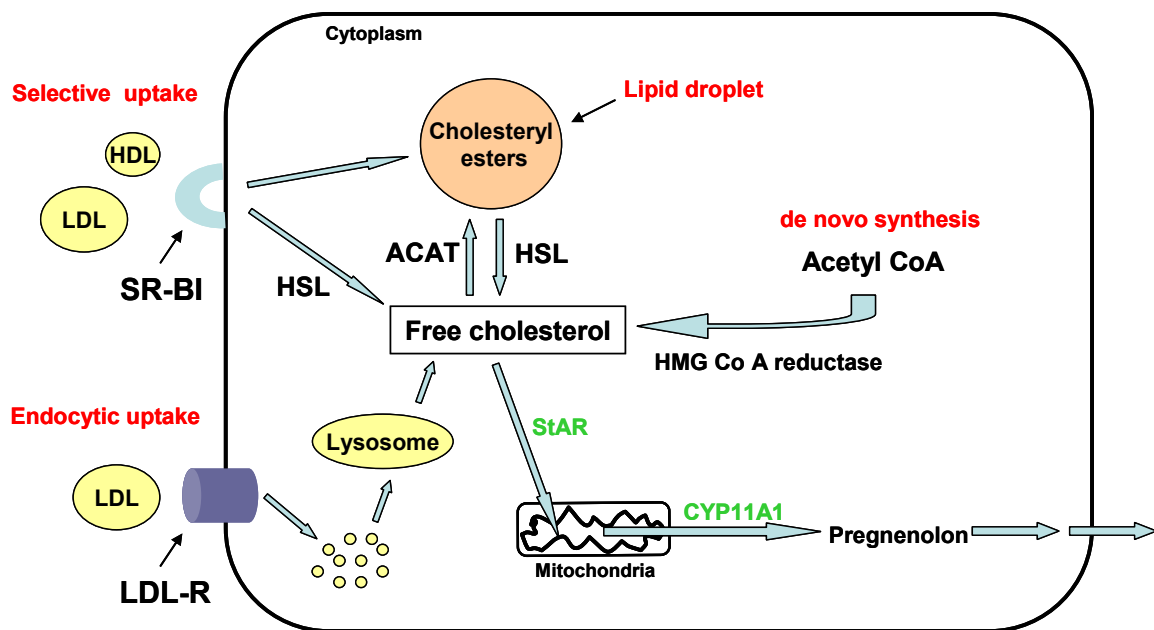 Cytoplasm
Selective uptake
HDL
LDL
SR-BI
Lipid droplet
Cholesteryl
esters
ACAT
HSL
HSL
de novo synthesis
Acetyl CoA
Free cholesterol
HMG Co A reductase
Endocytic uptake
LDL
LDL-R
Lysosome
StAR
CYP11A1
Mitochondria
Pregnenolon